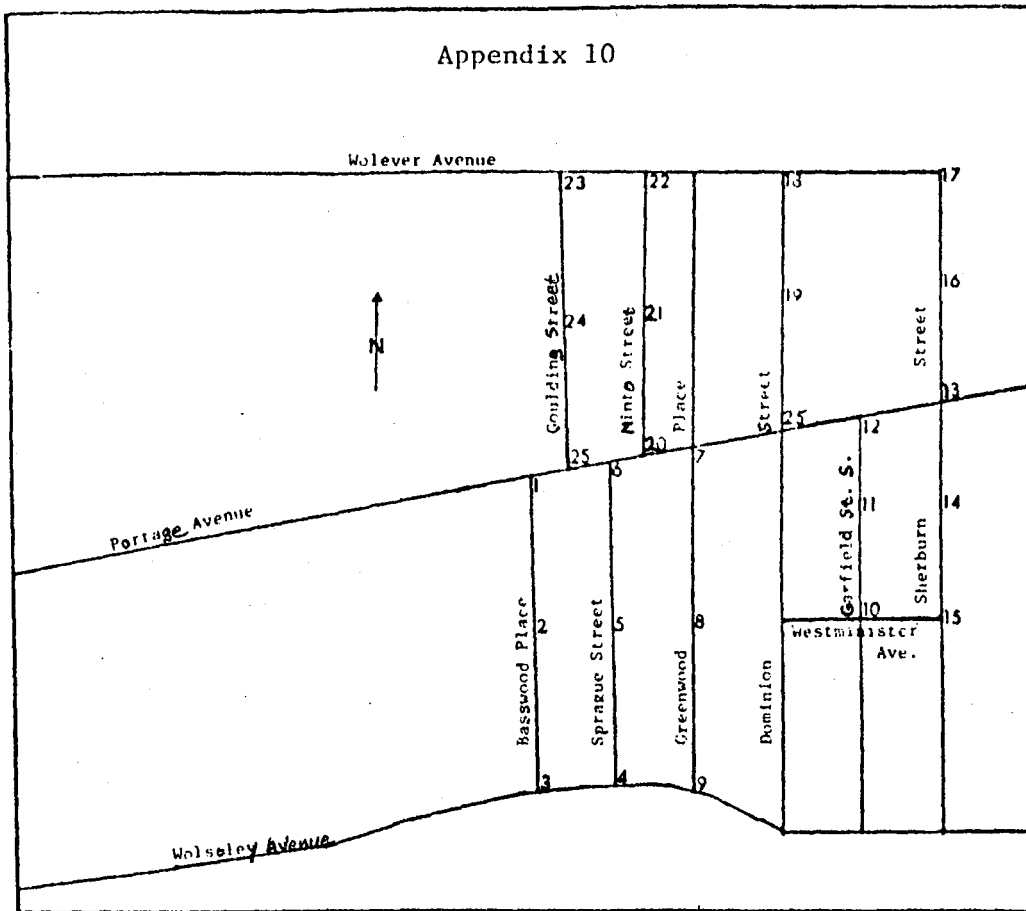 Appendix 10
Wolever Avenue
23
22
18
17
Goulding Street
24
Minto Street
21
Place
Street
19
Street
16
N
25
20
6
7
25
12
13
1
Portage Avenue
Garfield St. S.
11
14
Sherburn
Basswood Place
2
Sprague Street
5
Greenwood
8
Dominion
10
15
Westminister
Ave.
3
4
9
Wolseley Avenue